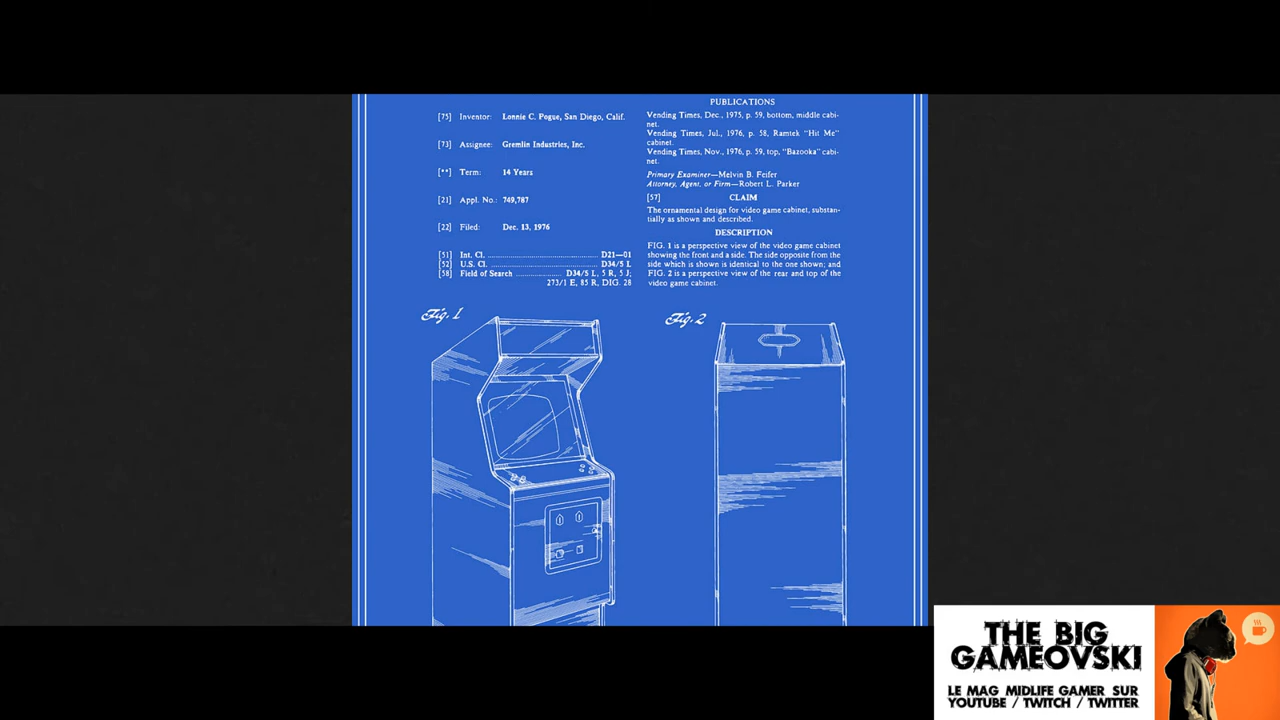 [75] Inventor: Lonnie C. Pogue, San Diego, Calif.
[73] Assignee: Gremlin Industries, Inc.
[**] Term: 14 Years
[21] Appl. No.: 749,787
[22] Filed: Dec. 13, 1976
[51] Int. Cl. ........................................ D21—01
[52] U.S. Cl. ...................................... D34/5 L
[58] Field of Search ................ D34/5 L, 5 R, 5 J;
273/1 E, 85 R, DIG. 28
PUBLICATIONS
Vending Times, Dec., 1975, p. 59, bottom, middle cabi-
net.
Vending Times, Jul., 1976, p. 58, Ramtek "Hit Me"
cabinet.
Vending Times, Nov., 1976, p. 59, top, "Bazooka" cabi-
net.
Primary Examiner—Melvin B. Feifer
Attorney, Agent, or Firm—Robert L. Parker
[57] CLAIM
The ornamental design for video game cabinet, substan-
tially as shown and described.
DESCRIPTION
FIG. 1 is a perspective view of the video game cabinet
showing the front and a side. The side opposite from the
side which is shown is identical to the one shown; and
FIG. 2 is a perspective view of the rear and top of the
video game cabinet.
Fig. 1
Fig. 2
THE BIG
GAMEOVSKI
LE MAG MIDLIFE GAMER SUR
YOUTUBE / TWITCH / TWITTER